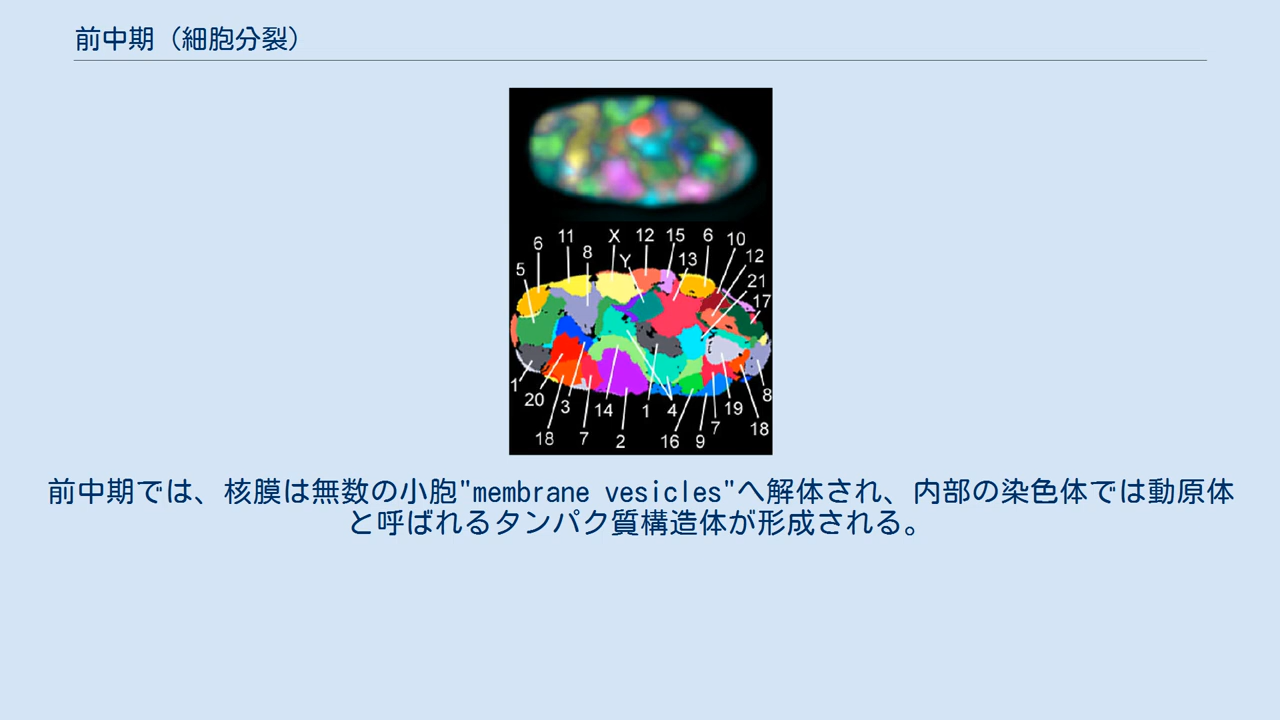 前中期（細胞分裂）
6 11 X 12 15 6 10
5 8 Y 13 12
21
17
1 20 3 14 1 4 19 8
18 7 2 16 9 7 18
前中期では、核膜は無数の小胞"membrane vesicles"へ解体され、内部の染色体では動原体
と呼ばれるタンパク質構造体が形成される。